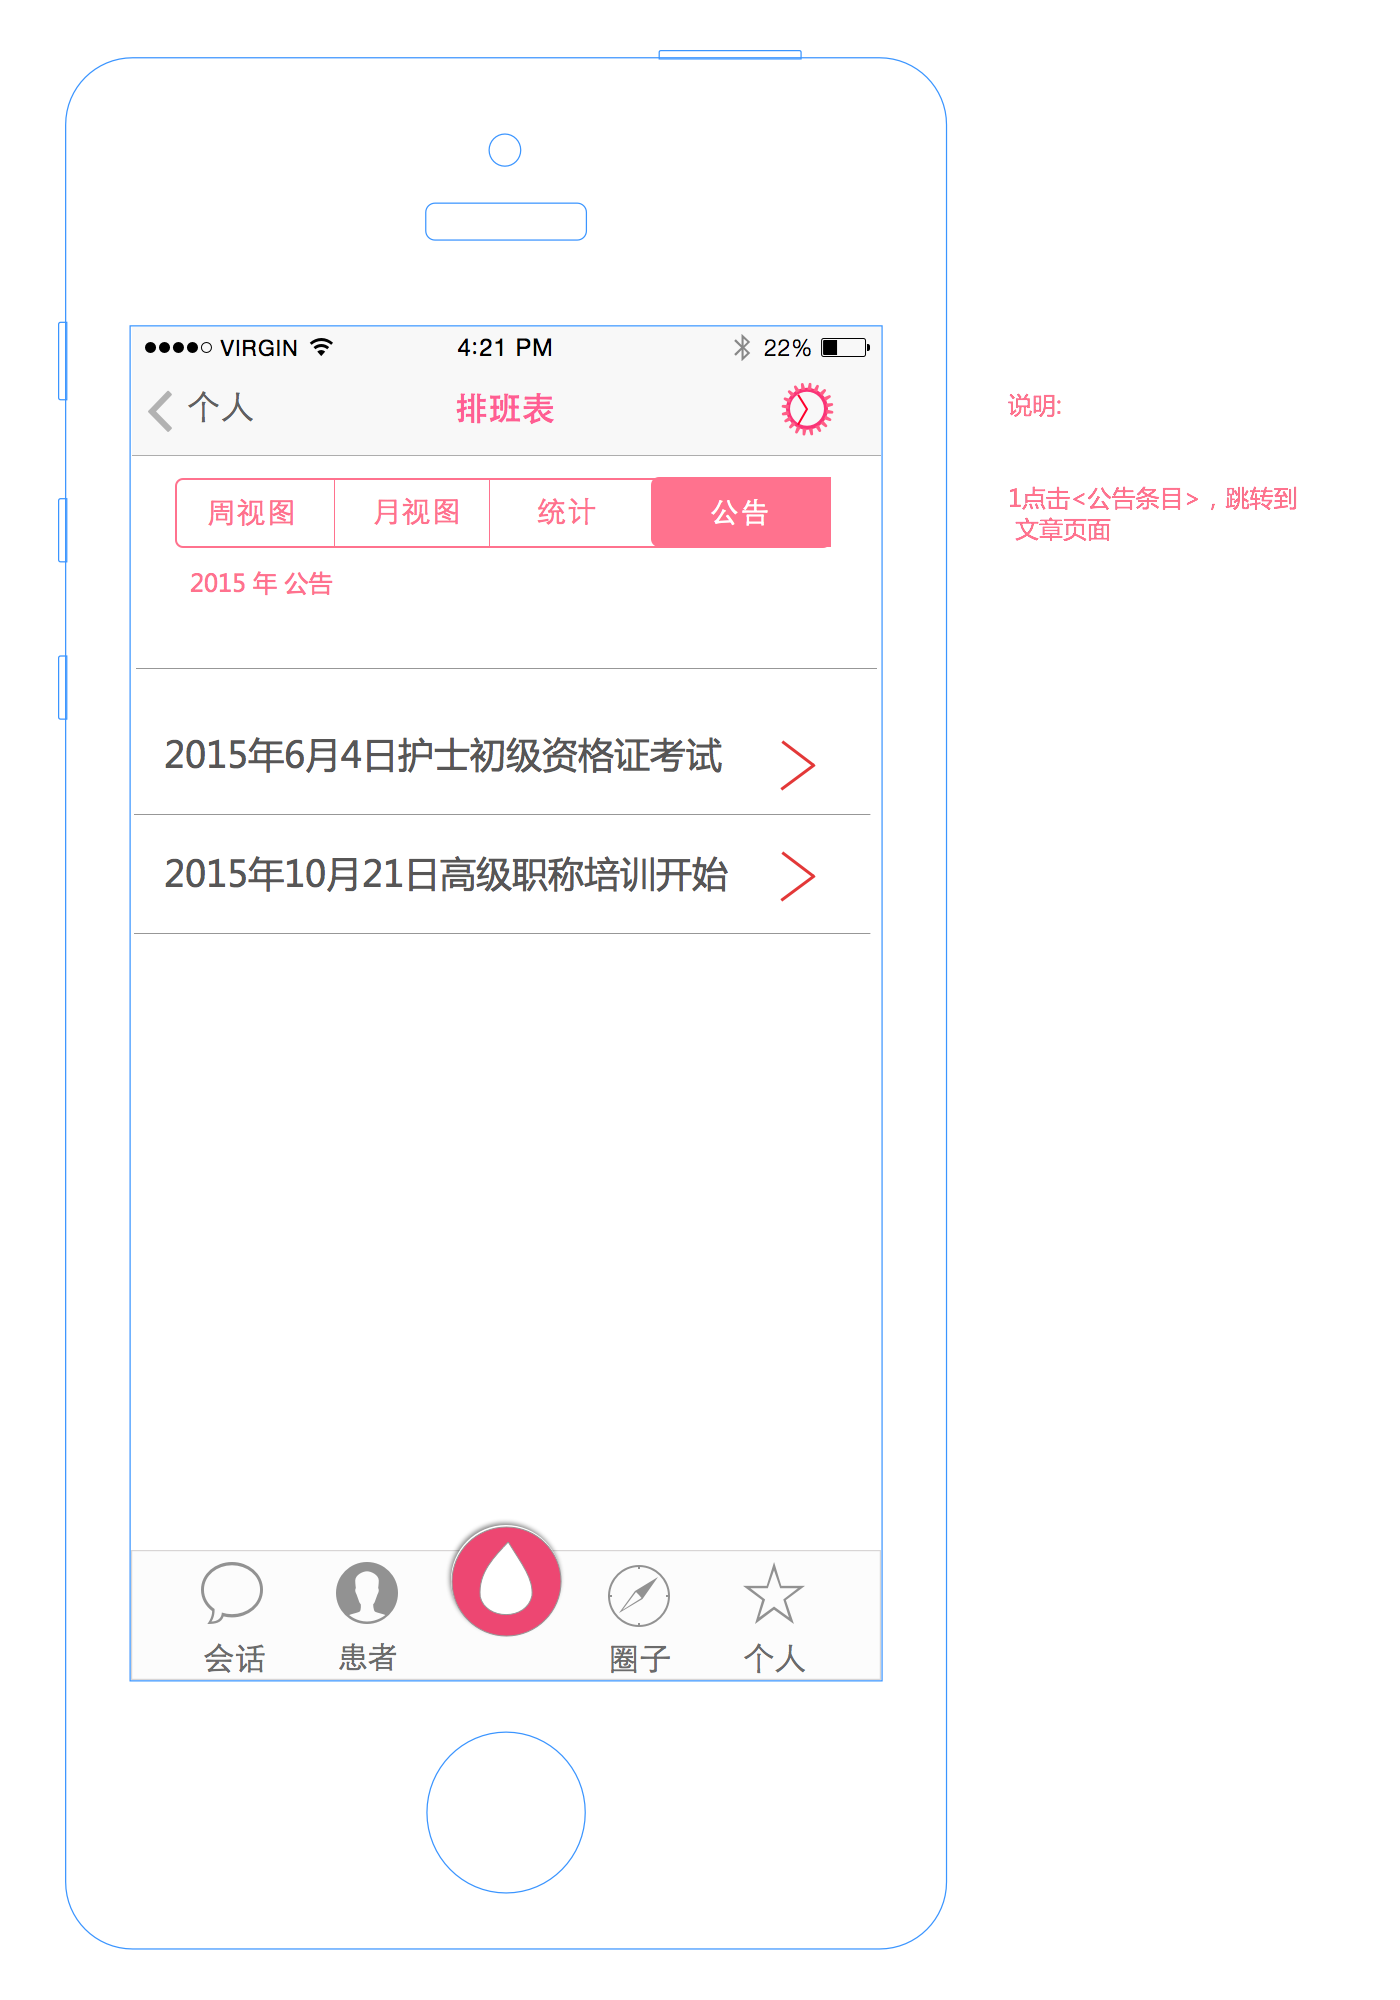 VIRGIN 4:21 PM 22%
个人 排班表
说明:
周视图 月视图 统计 公告
1点击<公告条目>，跳转到
文章页面
2015 年 公告
2015年6月4日护士初级资格证考试
2015年10月21日高级职称培训开始
会话 患者 圈子 个人